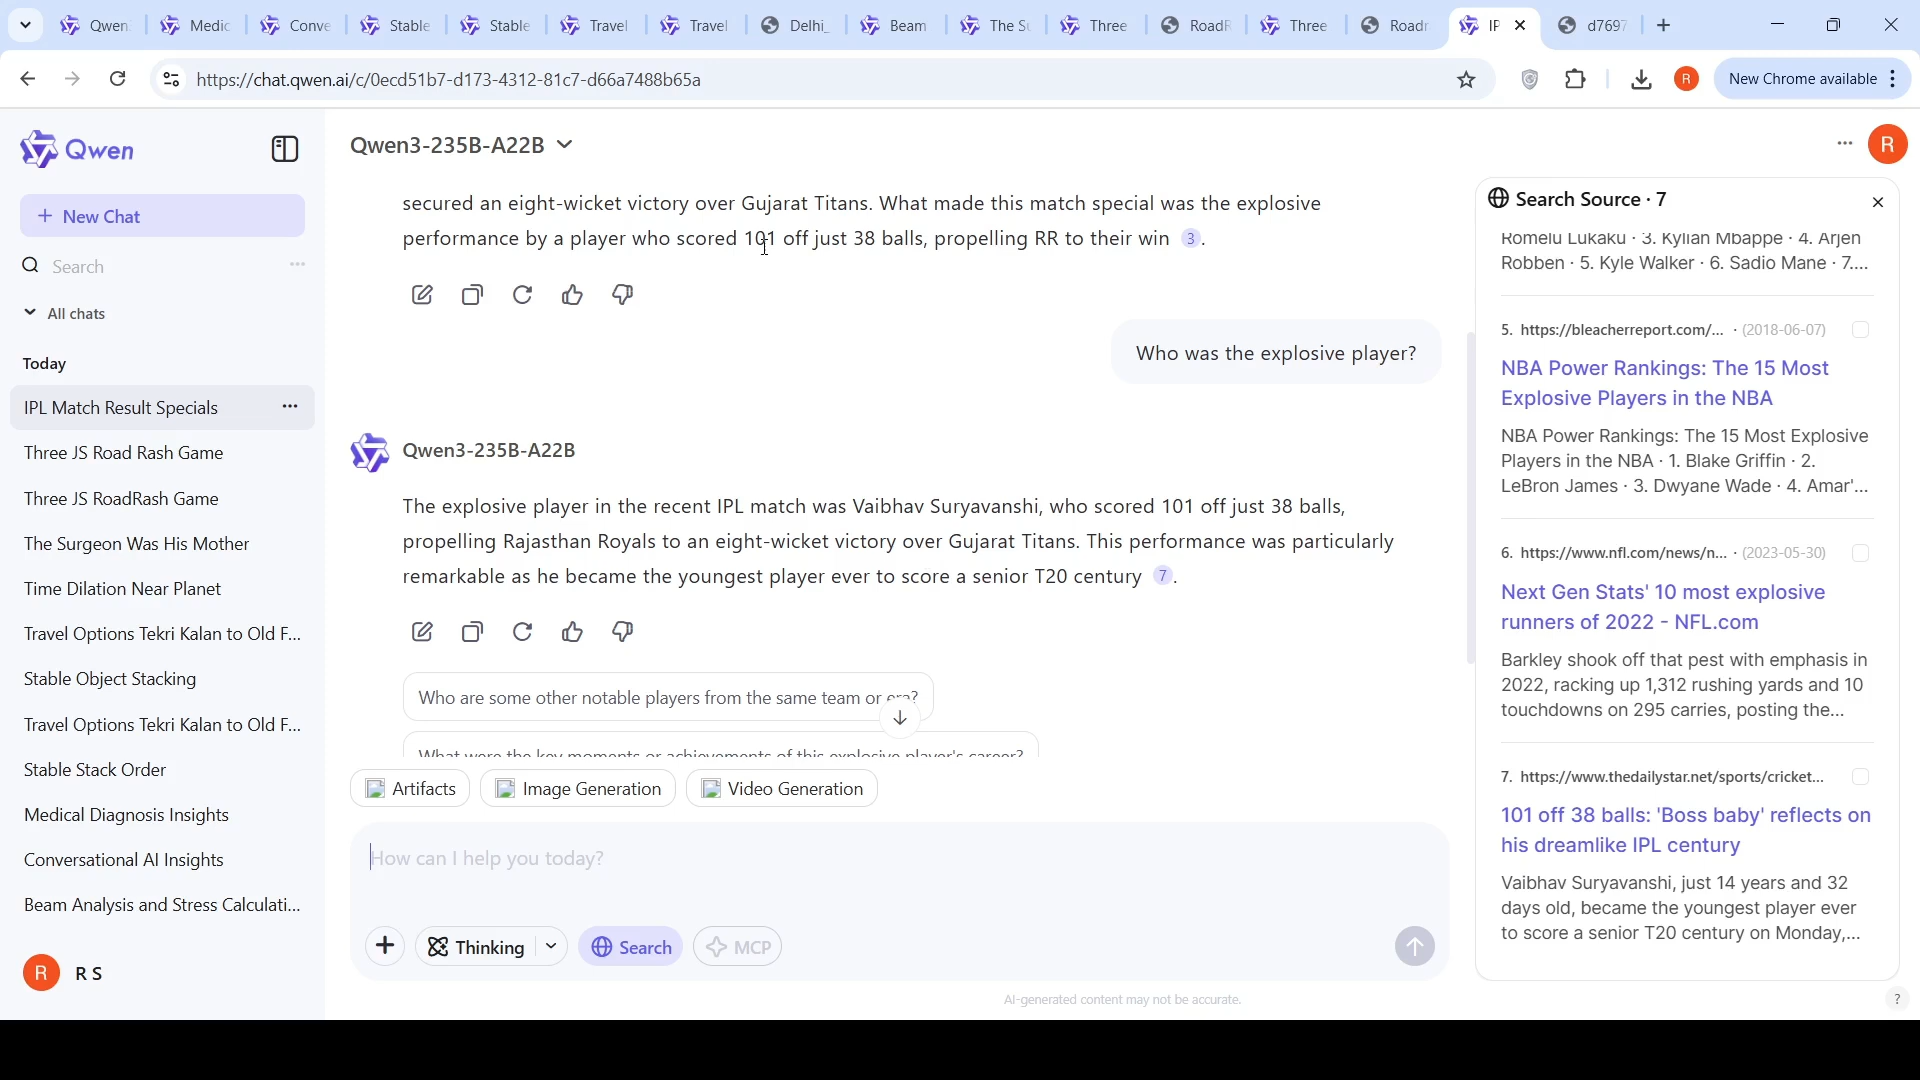 Qwen
Medic
Conve
Stable
Stable
Travel
Travel
Delhi_
Beam
The Su
Three
RoadR
Three
Roadr
IP
d7697
https://chat.qwen.ai/c/0ecd51b7-d173-4312-81c7-d66a7488b65a
R
New Chrome available
Qwen
+ New Chat
Search
All chats
Today
IPL Match Result Specials
Three JS Road Rash Game
Three JS RoadRash Game
The Surgeon Was His Mother
Time Dilation Near Planet
Travel Options Tekri Kalan to Old F...
Stable Object Stacking
Travel Options Tekri Kalan to Old F...
Stable Stack Order
Medical Diagnosis Insights
Conversational AI Insights
Beam Analysis and Stress Calculati...
R
R S
Qwen3-235B-A22B
R
secured an eight-wicket victory over Gujarat Titans. What made this match special was the explosive
performance by a player who scored 101 off just 38 balls, propelling RR to their win 3 .
Who was the explosive player?
Qwen3-235B-A22B
The explosive player in the recent IPL match was Vaibhav Suryavanshi, who scored 101 off just 38 balls,
propelling Rajasthan Royals to an eight-wicket victory over Gujarat Titans. This performance was particularly
remarkable as he became the youngest player ever to score a senior T20 century 7 .
Who are some other notable players from the same team or era?
What were the key moments or achievements of this explosive player's career?
Artifacts
Image Generation
Video Generation
How can I help you today?
Thinking
Search
MCP
AI-generated content may not be accurate.
Search Source · 7
Romelu Lukaku · 3. Kylian Mbappe · 4. Arjen
Robben · 5. Kyle Walker · 6. Sadio Mane · 7....
5. https://bleacherreport.com/... · (2018-06-07)
NBA Power Rankings: The 15 Most
Explosive Players in the NBA
NBA Power Rankings: The 15 Most Explosive
Players in the NBA · 1. Blake Griffin · 2.
LeBron James · 3. Dwyane Wade · 4. Amar'...
6. https://www.nfl.com/news/n... · (2023-05-30)
Next Gen Stats' 10 most explosive
runners of 2022 - NFL.com
Barkley shook off that pest with emphasis in
2022, racking up 1,312 rushing yards and 10
touchdowns on 295 carries, posting the...
7. https://www.thedailystar.net/sports/cricket...
101 off 38 balls: 'Boss baby' reflects on
his dreamlike IPL century
Vaibhav Suryavanshi, just 14 years and 32
days old, became the youngest player ever
to score a senior T20 century on Monday,...
?